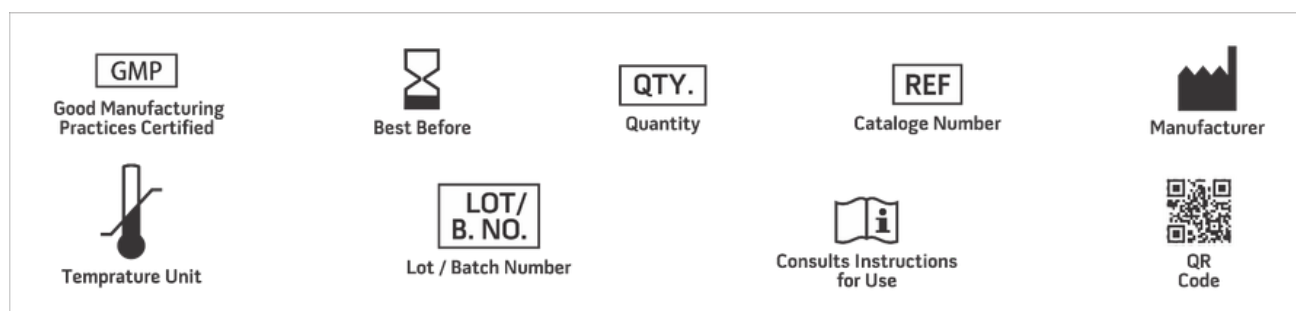 GMP
Good Manufacturing
Practices Certified
Best Before
QTY.
Quantity
REF
Cataloge Number
Manufacturer
Temprature Unit
LOT/
B. NO.
Lot / Batch Number
i
Consults Instructions
for Use
QR
Code